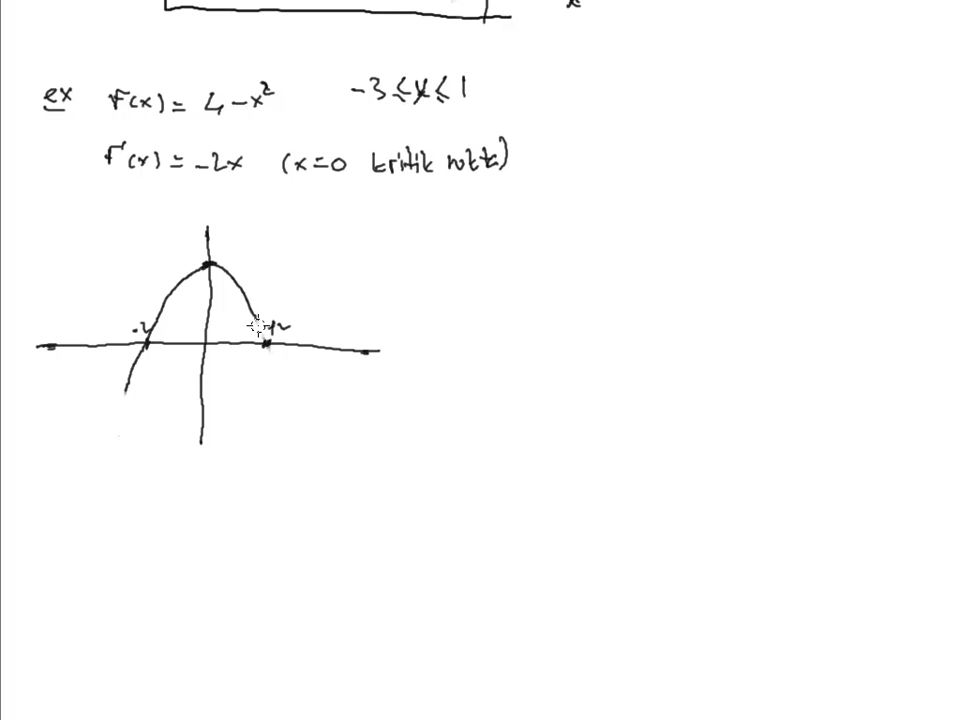 x
ex f(x) = 4 - x² -3 ≤ x ≤ 1
f'(x) = -2x (x=0 kritik nokta)
-2 +2